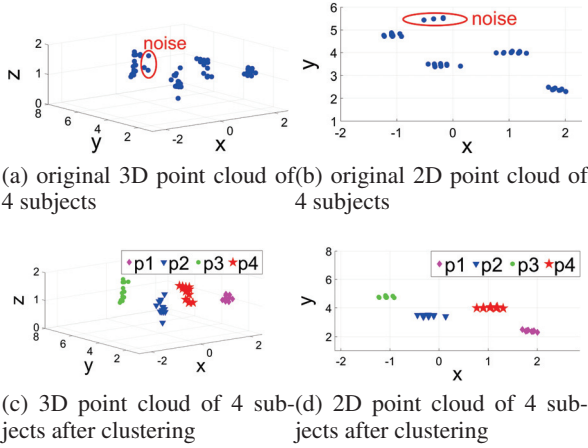 noise
z
2
1
0
8
6
4
2
y
-2
0
2
x
(a) original 3D point cloud of
4 subjects
noise
y
6
5
4
3
2
1
-2
-1
0
1
2
x
(b) original 2D point cloud of
4 subjects
p1 p2 p3 p4
z
2
1
0
8
6
4
2
y
-2
0
2
x
(c) 3D point cloud of 4 sub-
jects after clustering
p1 p2 p3 p4
y
8
6
4
2
-2
-1
0
1
2
x
(d) 2D point cloud of 4 sub-
jects after clustering